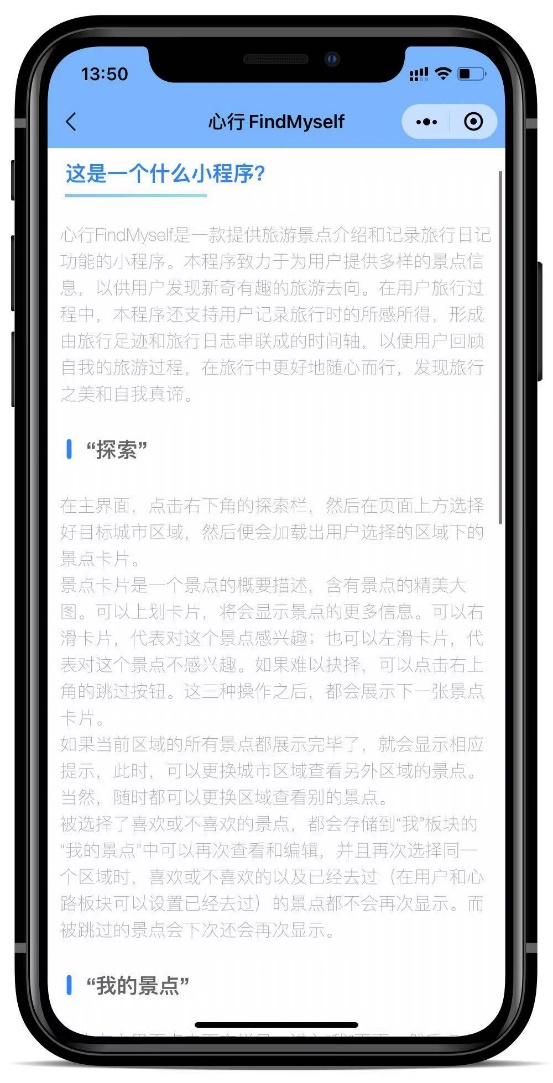 13:50
心行FindMyself
这是一个什么小程序?
心行FindMyself是一款提供旅游景点介绍和记录旅行日记
功能的小程序。本程序致力于为用户提供多样的景点信
息，以供用户发现新奇有趣的旅游去向。在用户旅行过
程中，本程序还支持用户记录旅行时的所感所得，形成
由旅行足迹和旅行日志串联成的时间轴，以便用户回顾
自我的旅游过程，在旅行中更好地随心而行，发现旅行
之美和自我真谛。
“探索”
在主界面，点击右下角的探索栏，然后在页面上方选择
好目标城市区域，然后便会加载出用户选择的区域下的
景点卡片。
景点卡片是一个景点的概要描述，含有景点的精美大
图。可以上划卡片，将会显示景点的更多信息。可以右
滑卡片，代表对这个景点感兴趣；也可以左滑卡片，代
表对这个景点不感兴趣。如果难以抉择，可以点击右上
角的跳过按钮。这三种操作之后，都会展示下一张景点
卡片。
如果当前区域的所有景点都展示完毕了，就会显示相应
提示，此时，可以更换城市区域查看另外区域的景点。
当然，随时都可以更换区域查看别的景点。
被选择了喜欢或不喜欢的景点，都会存储到“我”板块的
“我的景点”中可以再次查看和编辑，并且再次选择同一
个区域时，喜欢或不喜欢的以及已经去过（在用户和心
路板块可以设置已经去过）的景点都不会再次显示。而
被跳过的景点会下次还会再次显示。
“我的景点”